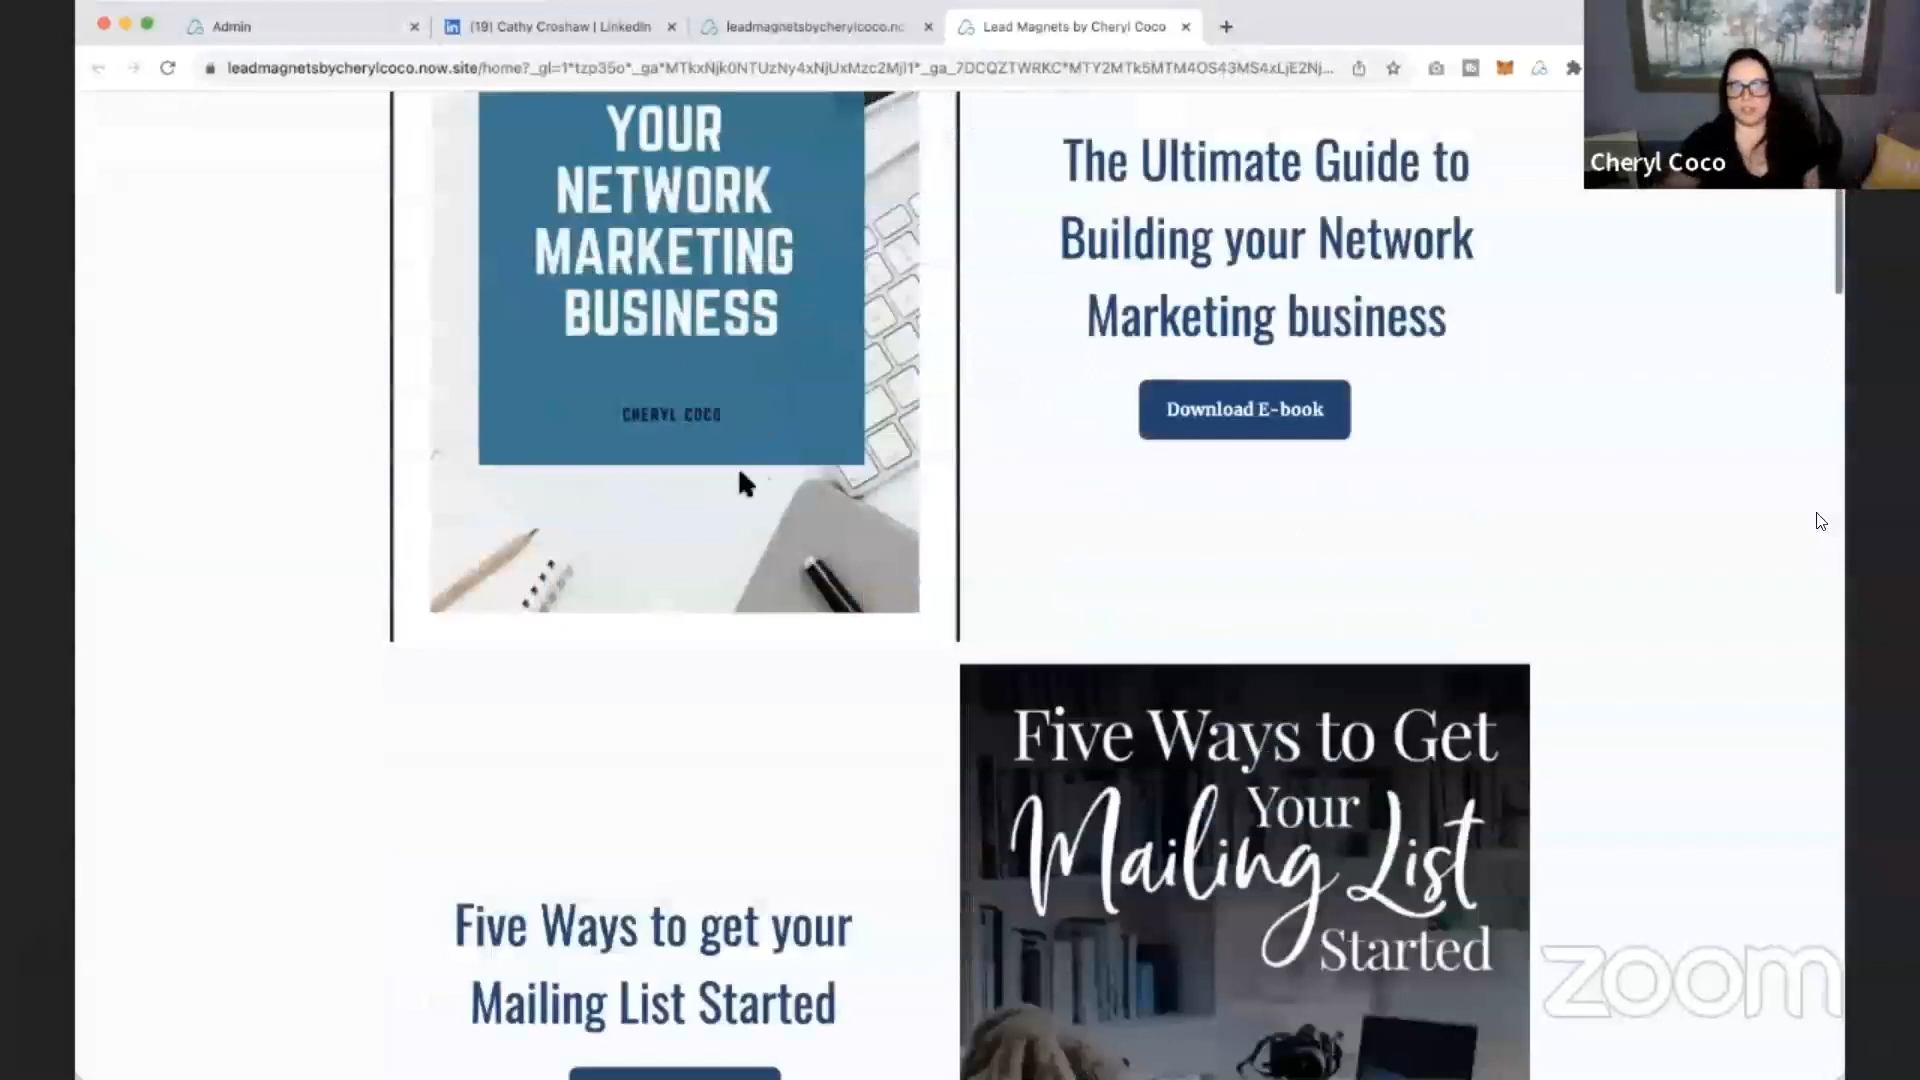 Admin
(19) Cathy Croshaw | LinkedIn
leadmagnetsbycherylcoco.nc
Lead Magnets by Cheryl Coco
leadmagnetsbycherylcoco.now.site/home?_gl=1*tzp35o*_ga*MTkxNjk0NTUzNy4xNjUxMzc2MjI1*_ga_7DCQZTWRKC*MTY2MTk5MTM4OS43MS4xLjE2Nj...
Cheryl Coco
YOUR
NETWORK
MARKETING
BUSINESS
CHERYL COCO
The Ultimate Guide to
Building your Network
Marketing business
Download E-book
Five Ways to get your
Mailing List Started
Five Ways to Get
Your
Mailing List
Started
zoom